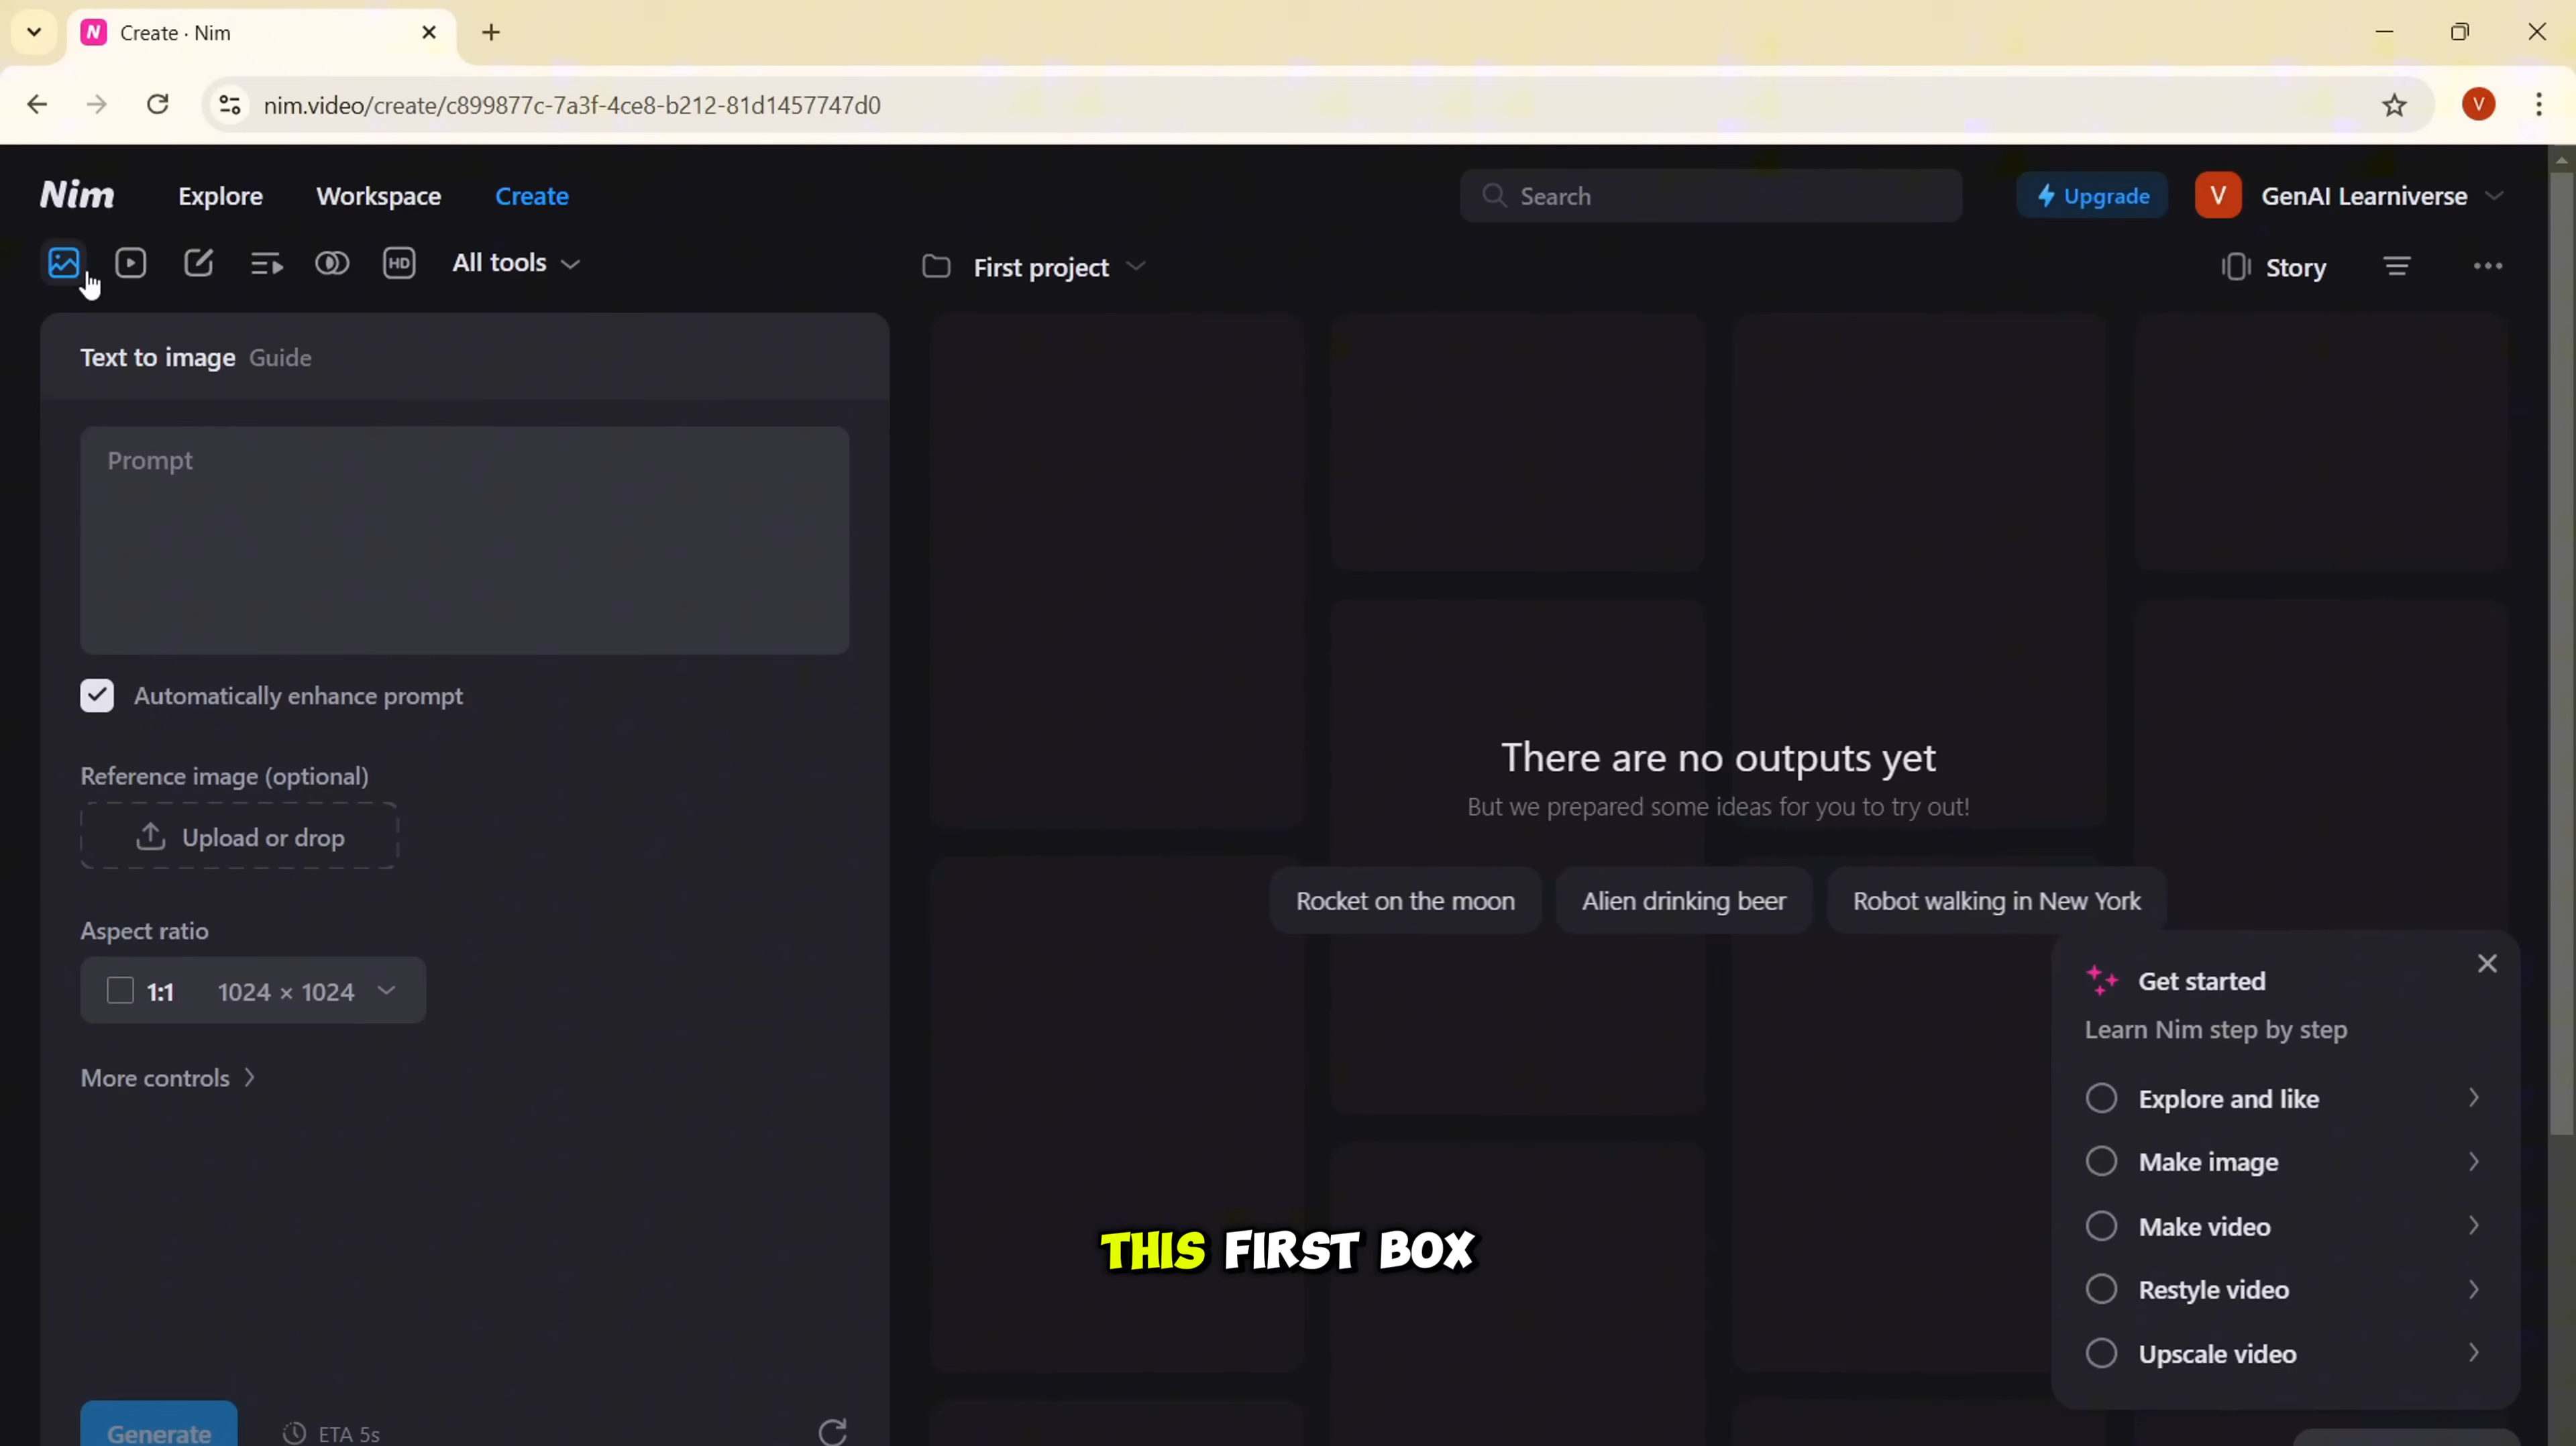 Create · Nim
nim.video/create/c899877c-7a3f-4ce8-b212-81d1457747d0
V
Nim
Explore
Workspace
Create
Search
Upgrade
V
GenAI Learniverse
HD
All tools
First project
Story
Text to image Guide
Prompt
Automatically enhance prompt
Reference image (optional)
Upload or drop
Aspect ratio
1:1 1024 × 1024
More controls
Generate
ETA 5s
There are no outputs yet
But we prepared some ideas for you to try out!
Rocket on the moon
Alien drinking beer
Robot walking in New York
Get started
Learn Nim step by step
Explore and like
Make image
Make video
Restyle video
Upscale video
THIS FIRST BOX